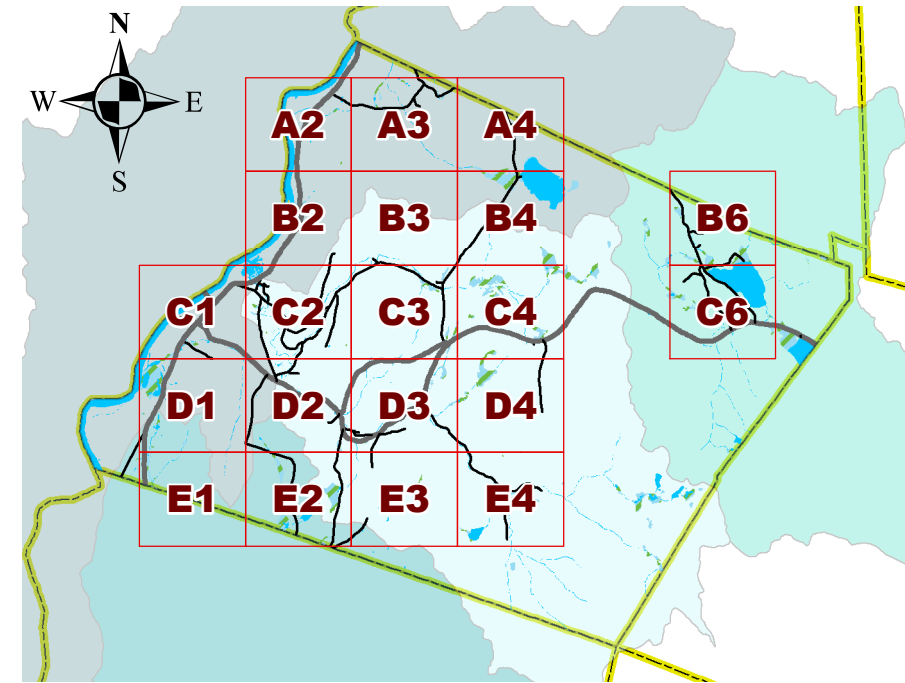 N
W E
S
A2 A3 A4
B2 B3 B4 B6
C1 C2 C3 C4 C6
D1 D2 D3 D4
E1 E2 E3 E4